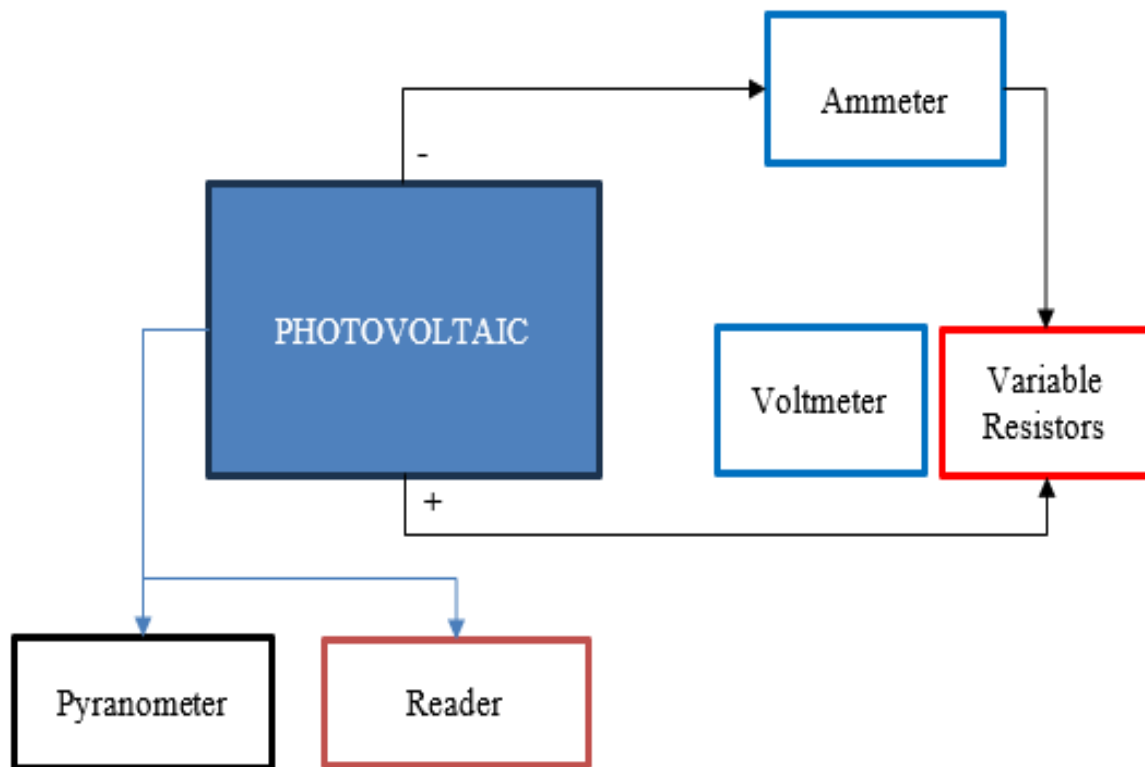 Ammeter
-
PHOTOVOLTAIC
Voltmeter
Variable
Resistors
+
Pyranometer
Reader